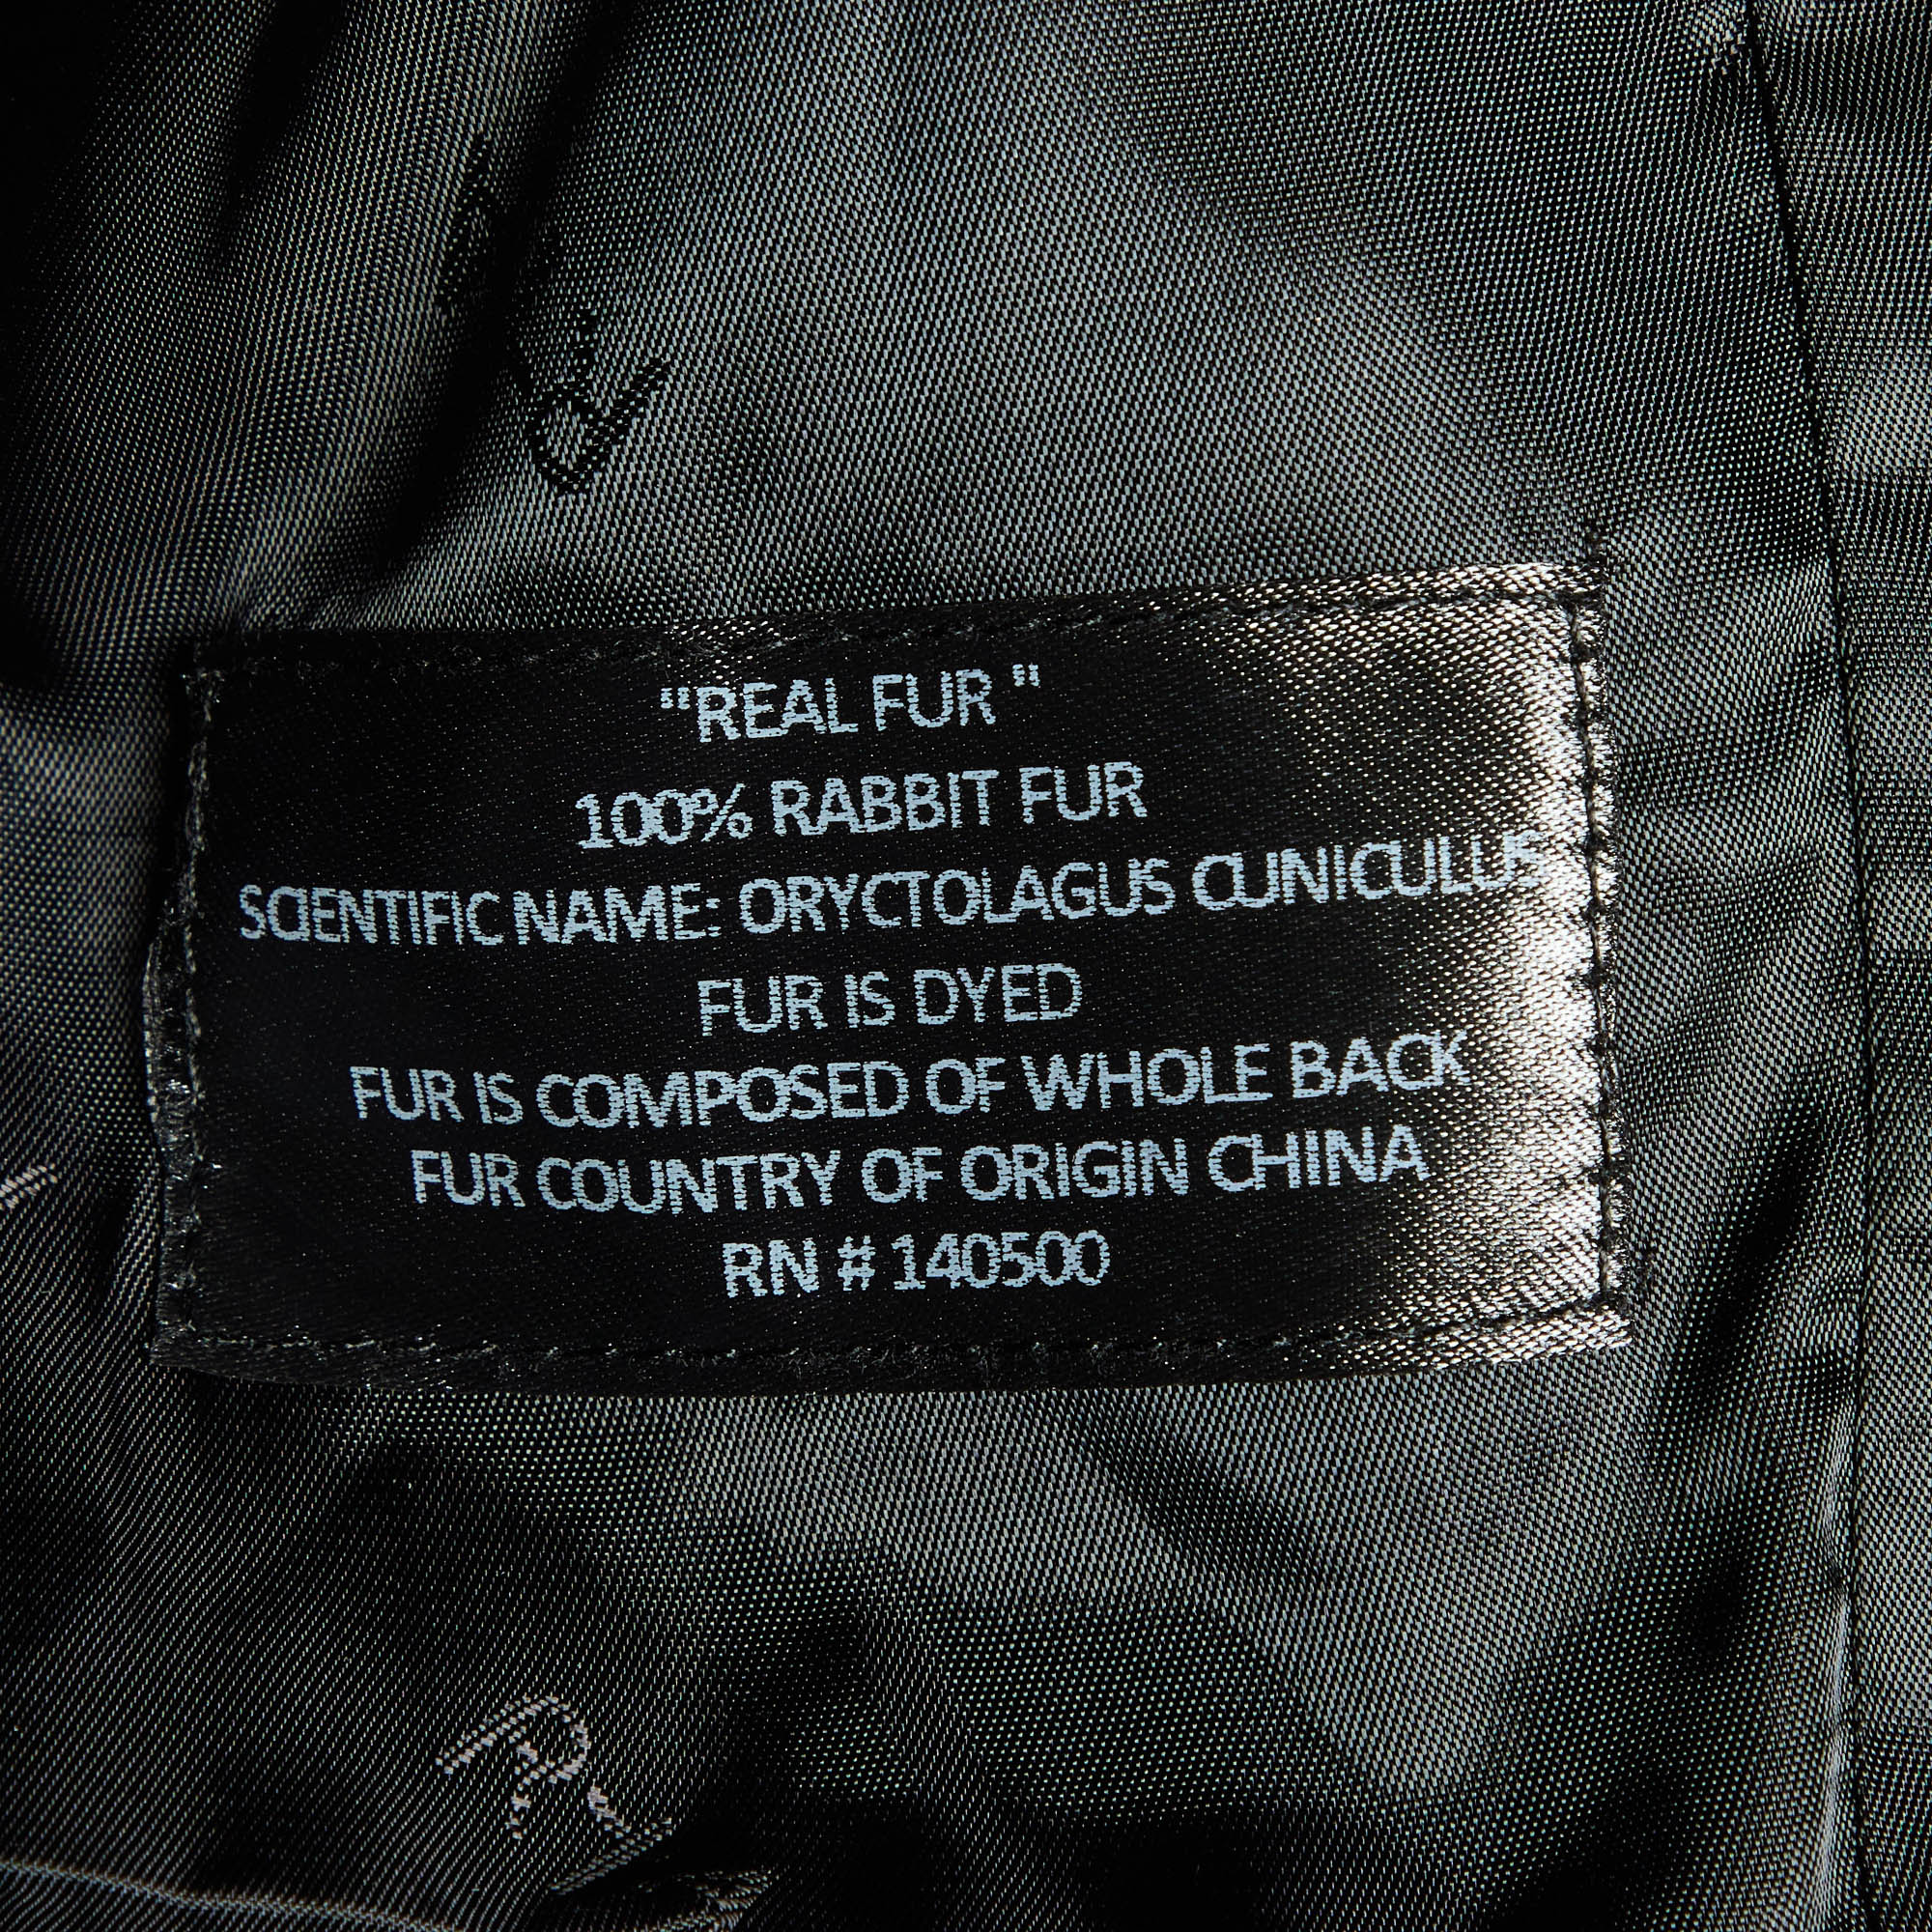 "REAL FUR "
100% RABBIT FUR
SCIENTIFIC NAME: ORYCTOLAGUS CUNICULLUS
FUR IS DYED
FUR IS COMPOSED OF WHOLE BACK
FUR COUNTRY OF ORIGIN CHINA
RN # 140500